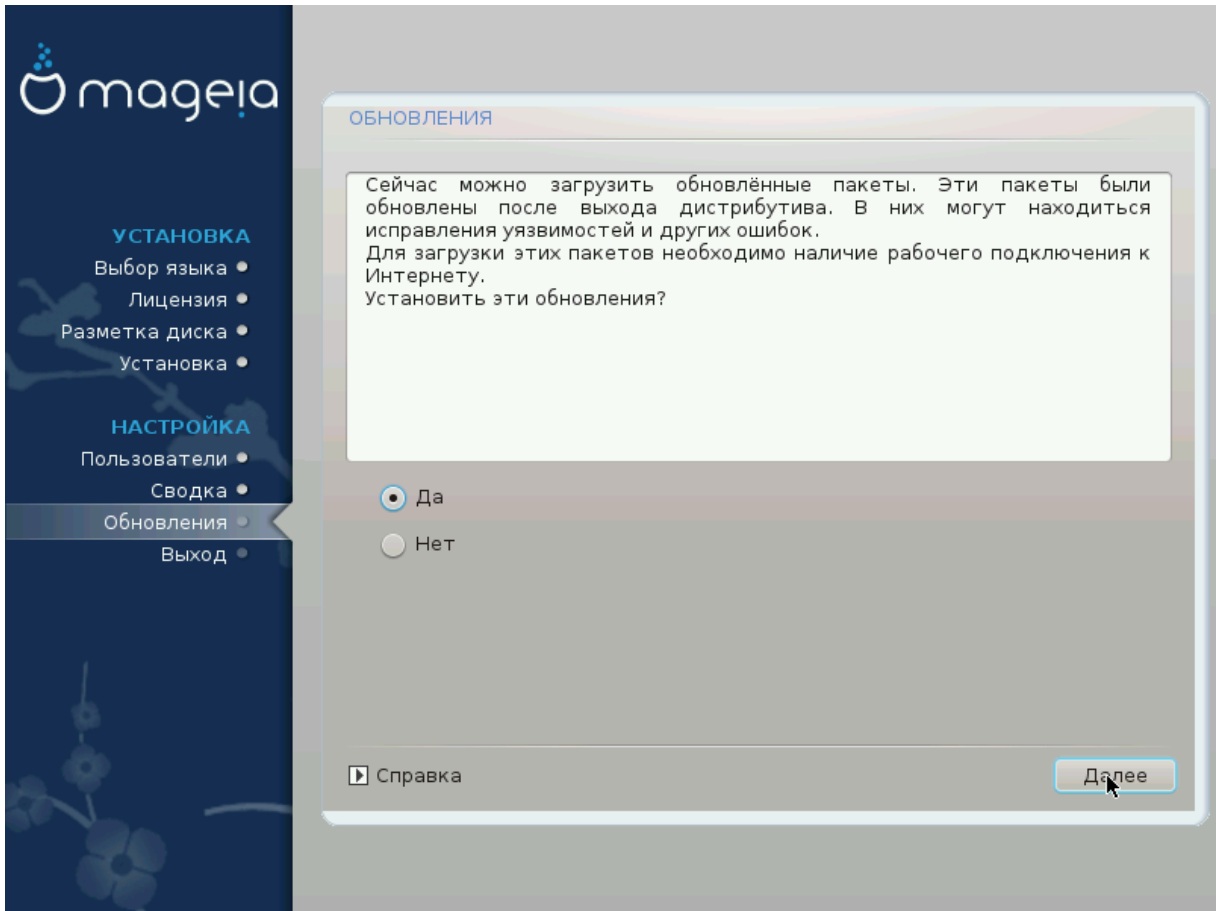 mageia
УСТАНОВКА
Выбор языка
Лицензия
Разметка диска
Установка
НАСТРОЙКА
Пользователи
Сводка
Обновления
Выход
ОБНОВЛЕНИЯ
Сейчас можно загрузить обновлённые пакеты. Эти пакеты были
обновлены после выхода дистрибутива. В них могут находиться
исправления уязвимостей и других ошибок.
Для загрузки этих пакетов необходимо наличие рабочего подключения к
Интернету.
Установить эти обновления?
Да
Нет
Справка
Далее